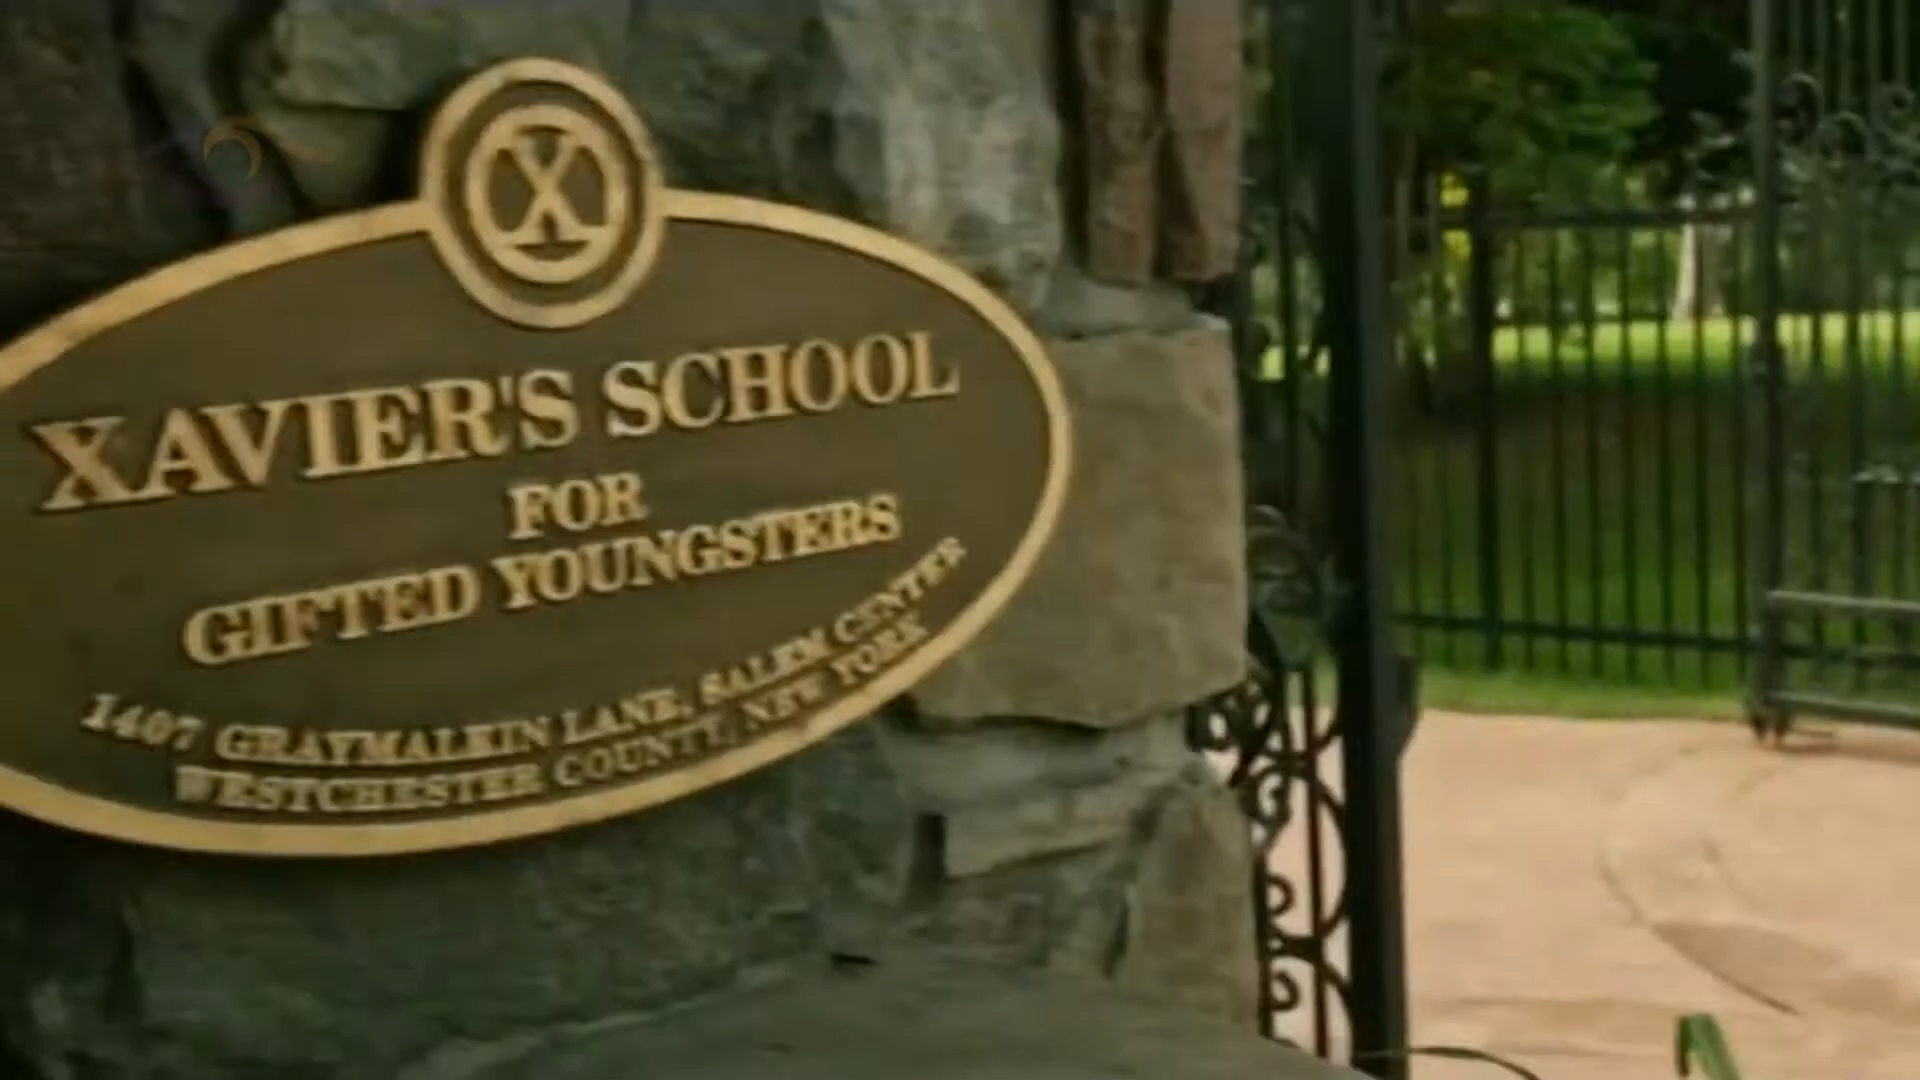 X
XAVIER'S SCHOOL
FOR
GIFTED YOUNGSTERS
1407 GRAYMALKIN LANE, SALEM CENTER
WESTCHESTER COUNTY, NEW YORK